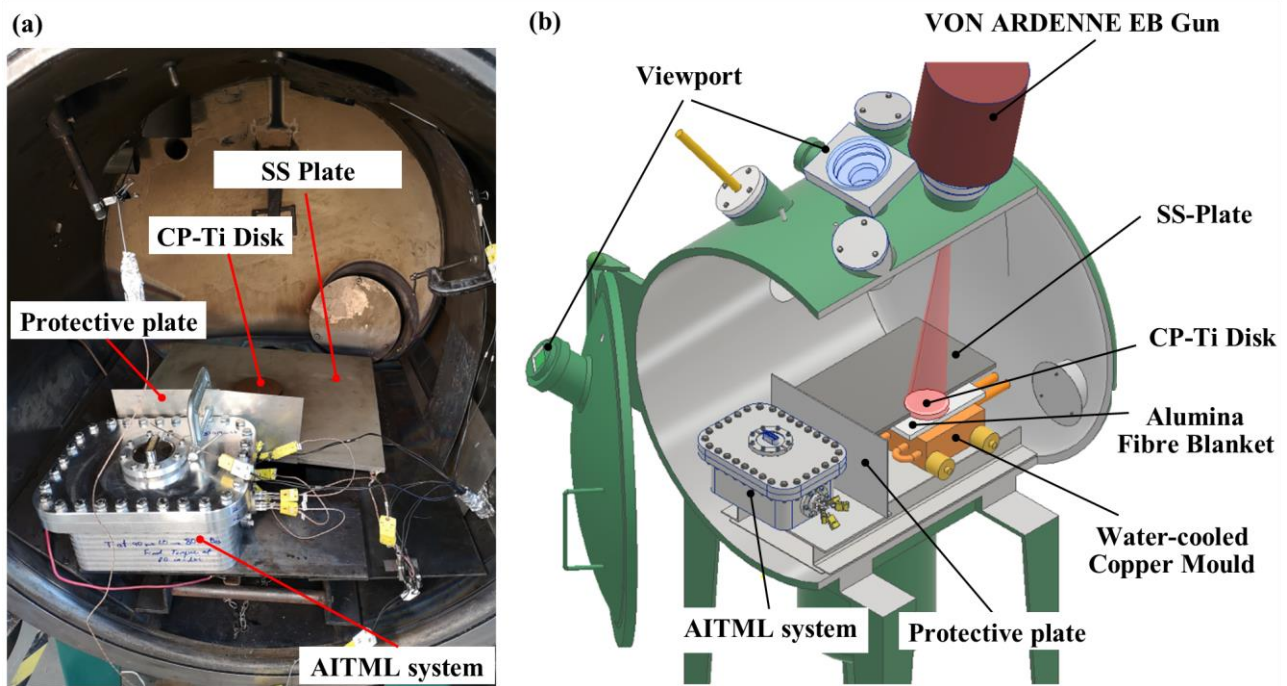 (a)
SS Plate
CP-Ti Disk
Protective plate
AITML system
(b)
VON ARDENNE EB Gun
Viewport
SS-Plate
CP-Ti Disk
Alumina
Fibre Blanket
Water-cooled
Copper Mould
AITML system
Protective plate